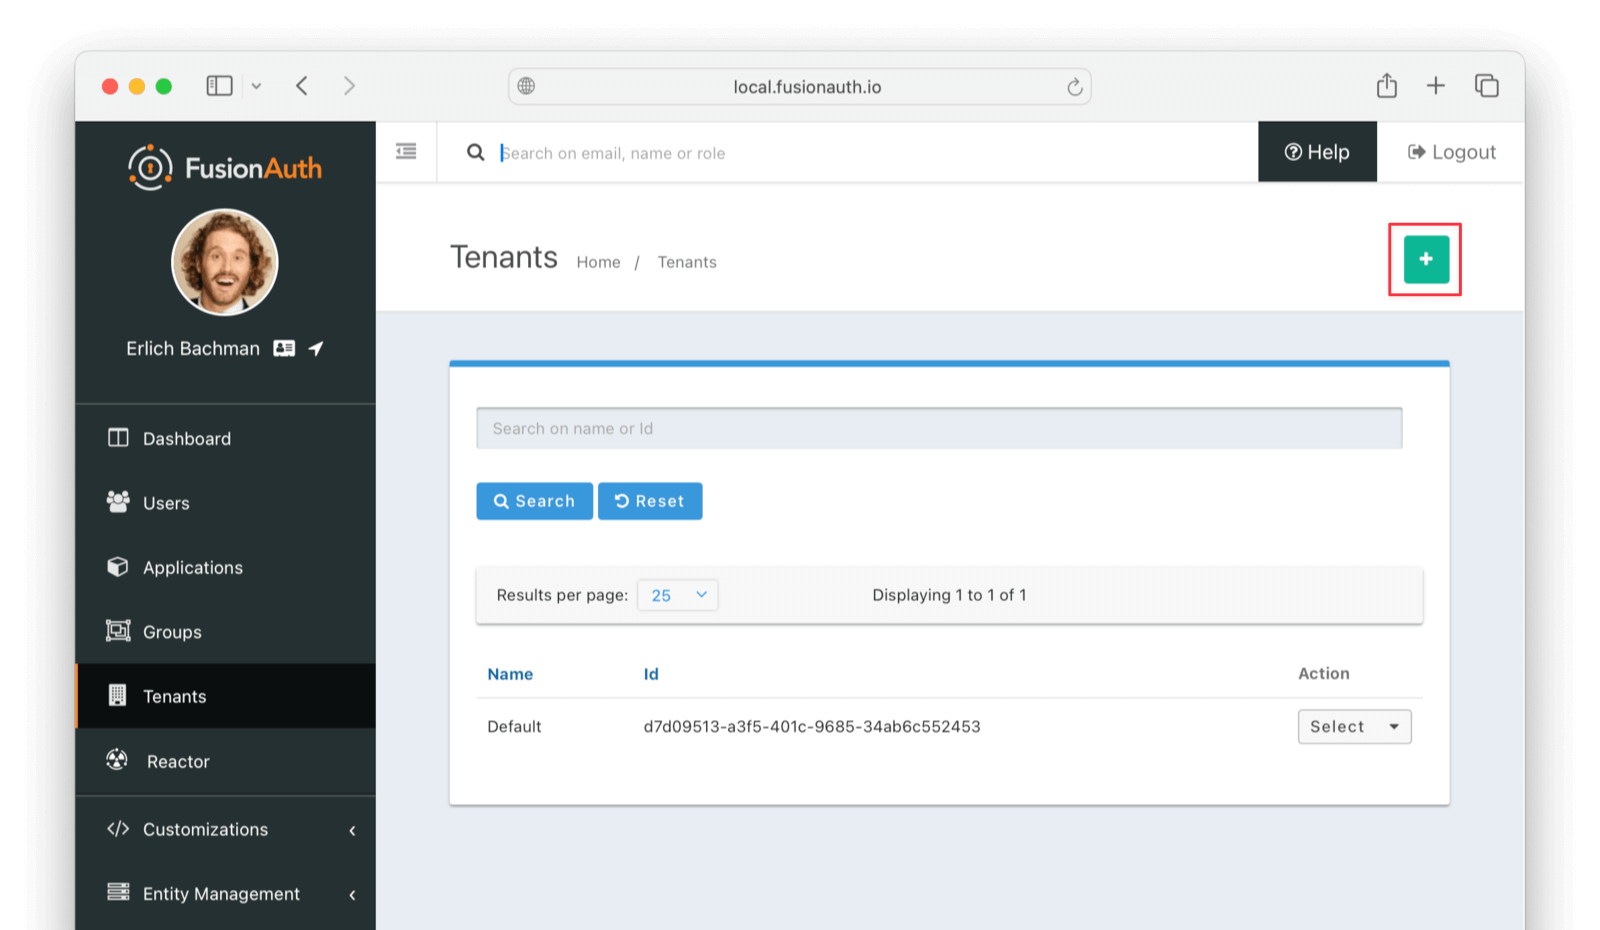 local.fusionauth.io
FusionAuth
Search on email, name or role
Help
Logout
Tenants
Home / Tenants
Erlich Bachman
Dashboard
Users
Applications
Groups
Tenants
Reactor
Customizations
Entity Management
Search on name or Id
Search
Reset
Results per page: 25
Displaying 1 to 1 of 1
Name Id Action
Default d7d09513-a3f5-401c-9685-34ab6c552453 Select